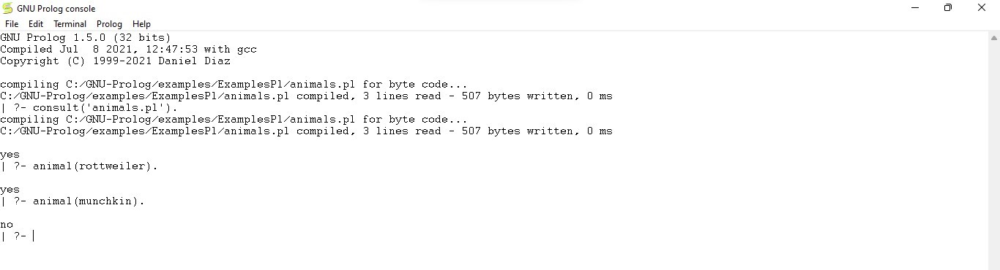 GNU Prolog console
File Edit Terminal Prolog Help
GNU Prolog 1.5.0 (32 bits)
Compiled Jul  8 2021, 12:47:53 with gcc
Copyright (C) 1999-2021 Daniel Diaz
compiling C:/GNU-Prolog/examples/ExamplesPl/animals.pl for byte code...
C:/GNU-Prolog/examples/ExamplesPl/animals.pl compiled, 3 lines read - 507 bytes written, 0 ms
| ?- consult('animals.pl').
compiling C:/GNU-Prolog/examples/ExamplesPl/animals.pl for byte code...
C:/GNU-Prolog/examples/ExamplesPl/animals.pl compiled, 3 lines read - 507 bytes written, 0 ms
yes
| ?- animal(rottweiler).
yes
| ?- animal(munchkin).
no
| ?-